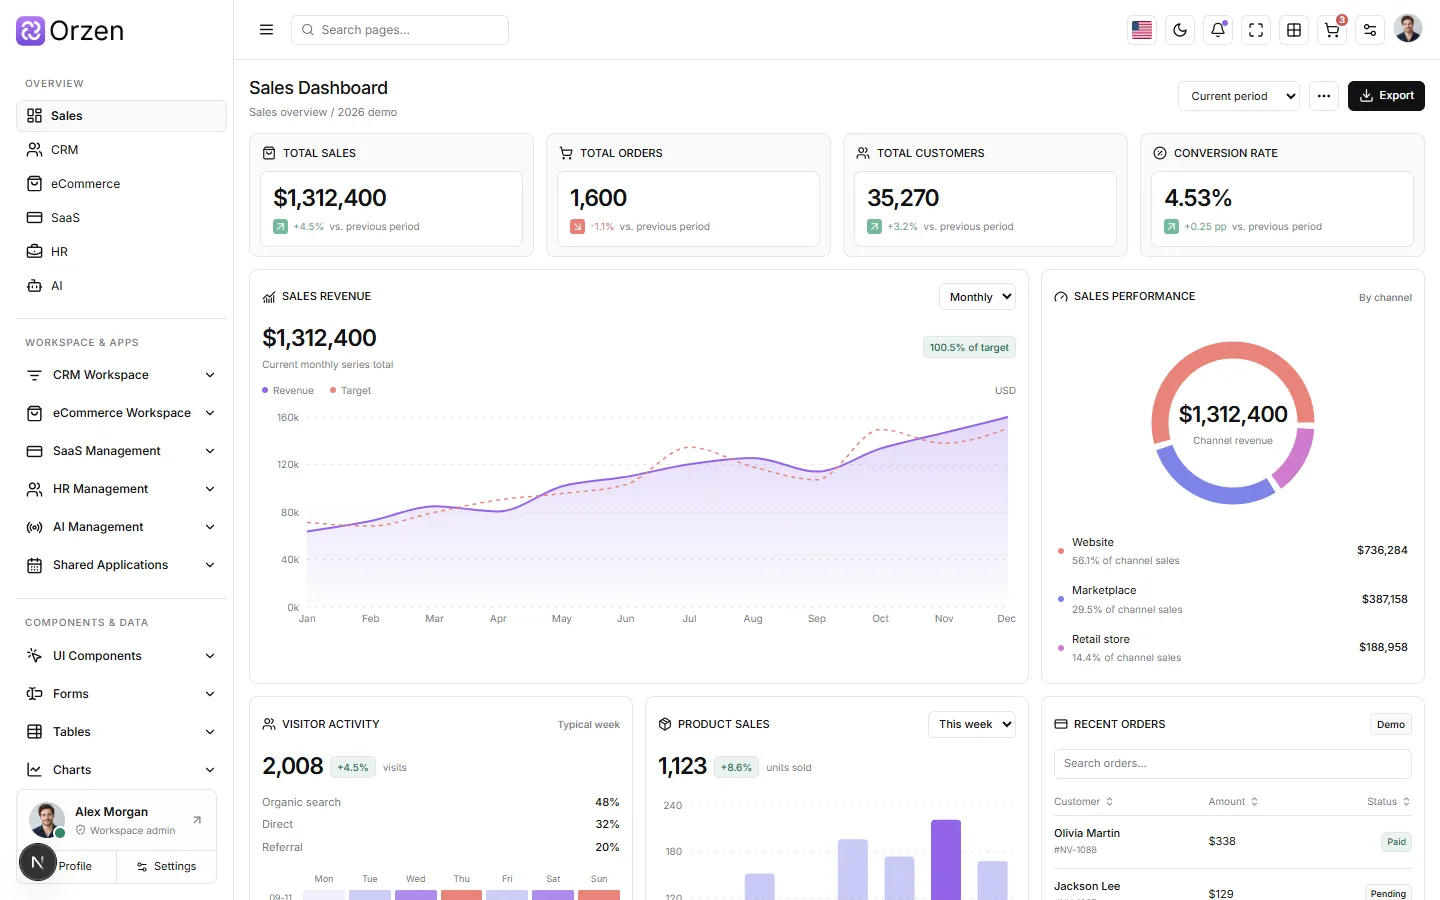 Orzen
Search pages...
3
OVERVIEW
Sales
CRM
eCommerce
SaaS
HR
AI
WORKSPACE & APPS
CRM Workspace
eCommerce Workspace
SaaS Management
HR Management
AI Management
Shared Applications
COMPONENTS & DATA
UI Components
Forms
Tables
Charts
Alex Morgan
Workspace admin
N
Profile
Settings
Sales Dashboard
Sales overview / 2026 demo
Current period
Export
TOTAL SALES
$1,312,400
+4.5% vs. previous period
TOTAL ORDERS
1,600
-1.1% vs. previous period
TOTAL CUSTOMERS
35,270
+3.2% vs. previous period
CONVERSION RATE
4.53%
+0.25 pp vs. previous period
SALES REVENUE
Monthly
$1,312,400
Current monthly series total
100.5% of target
Revenue Target
USD
160k
120k
80k
40k
0k
Jan Feb Mar Apr May Jun Jul Aug Sep Oct Nov Dec
SALES PERFORMANCE
By channel
$1,312,400
Channel revenue
Website
56.1% of channel sales
$736,284
Marketplace
29.5% of channel sales
$387,158
Retail store
14.4% of channel sales
$188,958
VISITOR ACTIVITY
Typical week
2,008 +4.5% visits
Organic search 48%
Direct 32%
Referral 20%
Mon Tue Wed Thu Fri Sat Sun
09-11
PRODUCT SALES
This week
1,123 +8.6% units sold
240
180
120
RECENT ORDERS
Demo
Search orders...
Customer Amount Status
Olivia Martin
#NV-1088
$338
Paid
Jackson Lee
$129
Pending